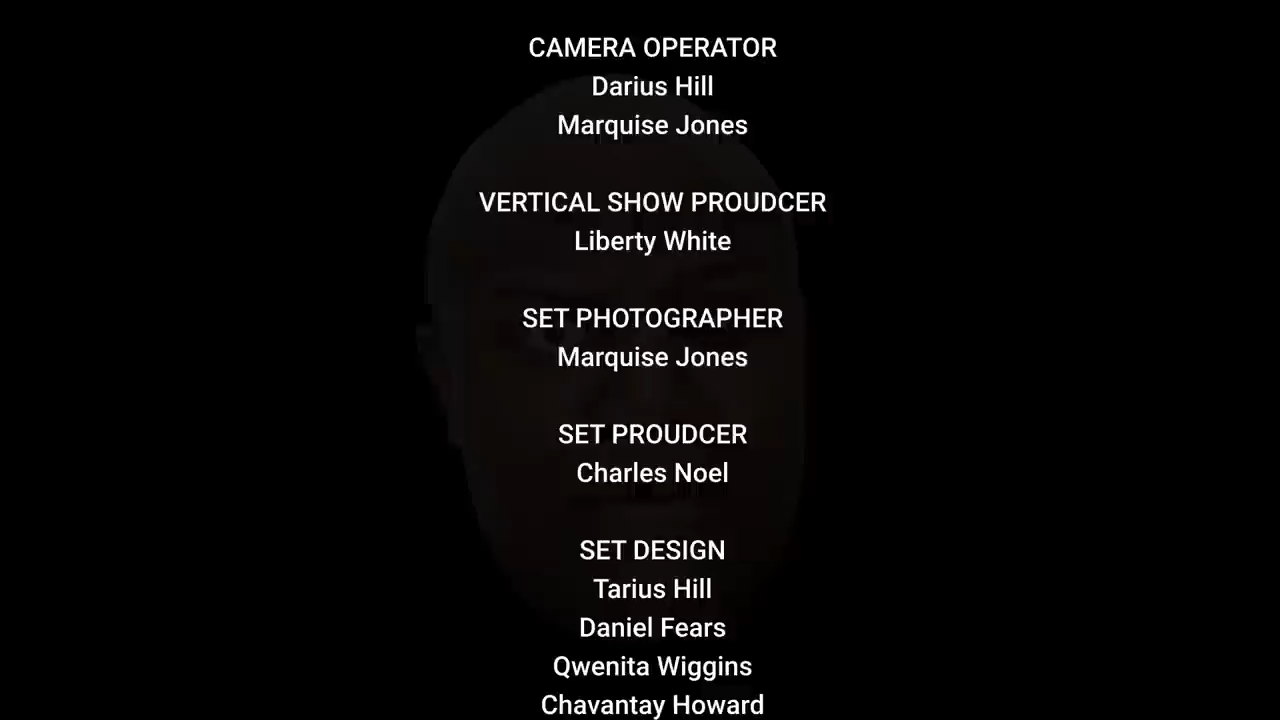 CAMERA OPERATOR
Darius Hill
Marquise Jones
VERTICAL SHOW PROUDCER
Liberty White
SET PHOTOGRAPHER
Marquise Jones
SET PROUDCER
Charles Noel
SET DESIGN
Tarius Hill
Daniel Fears
Qwenita Wiggins
Chavantay Howard